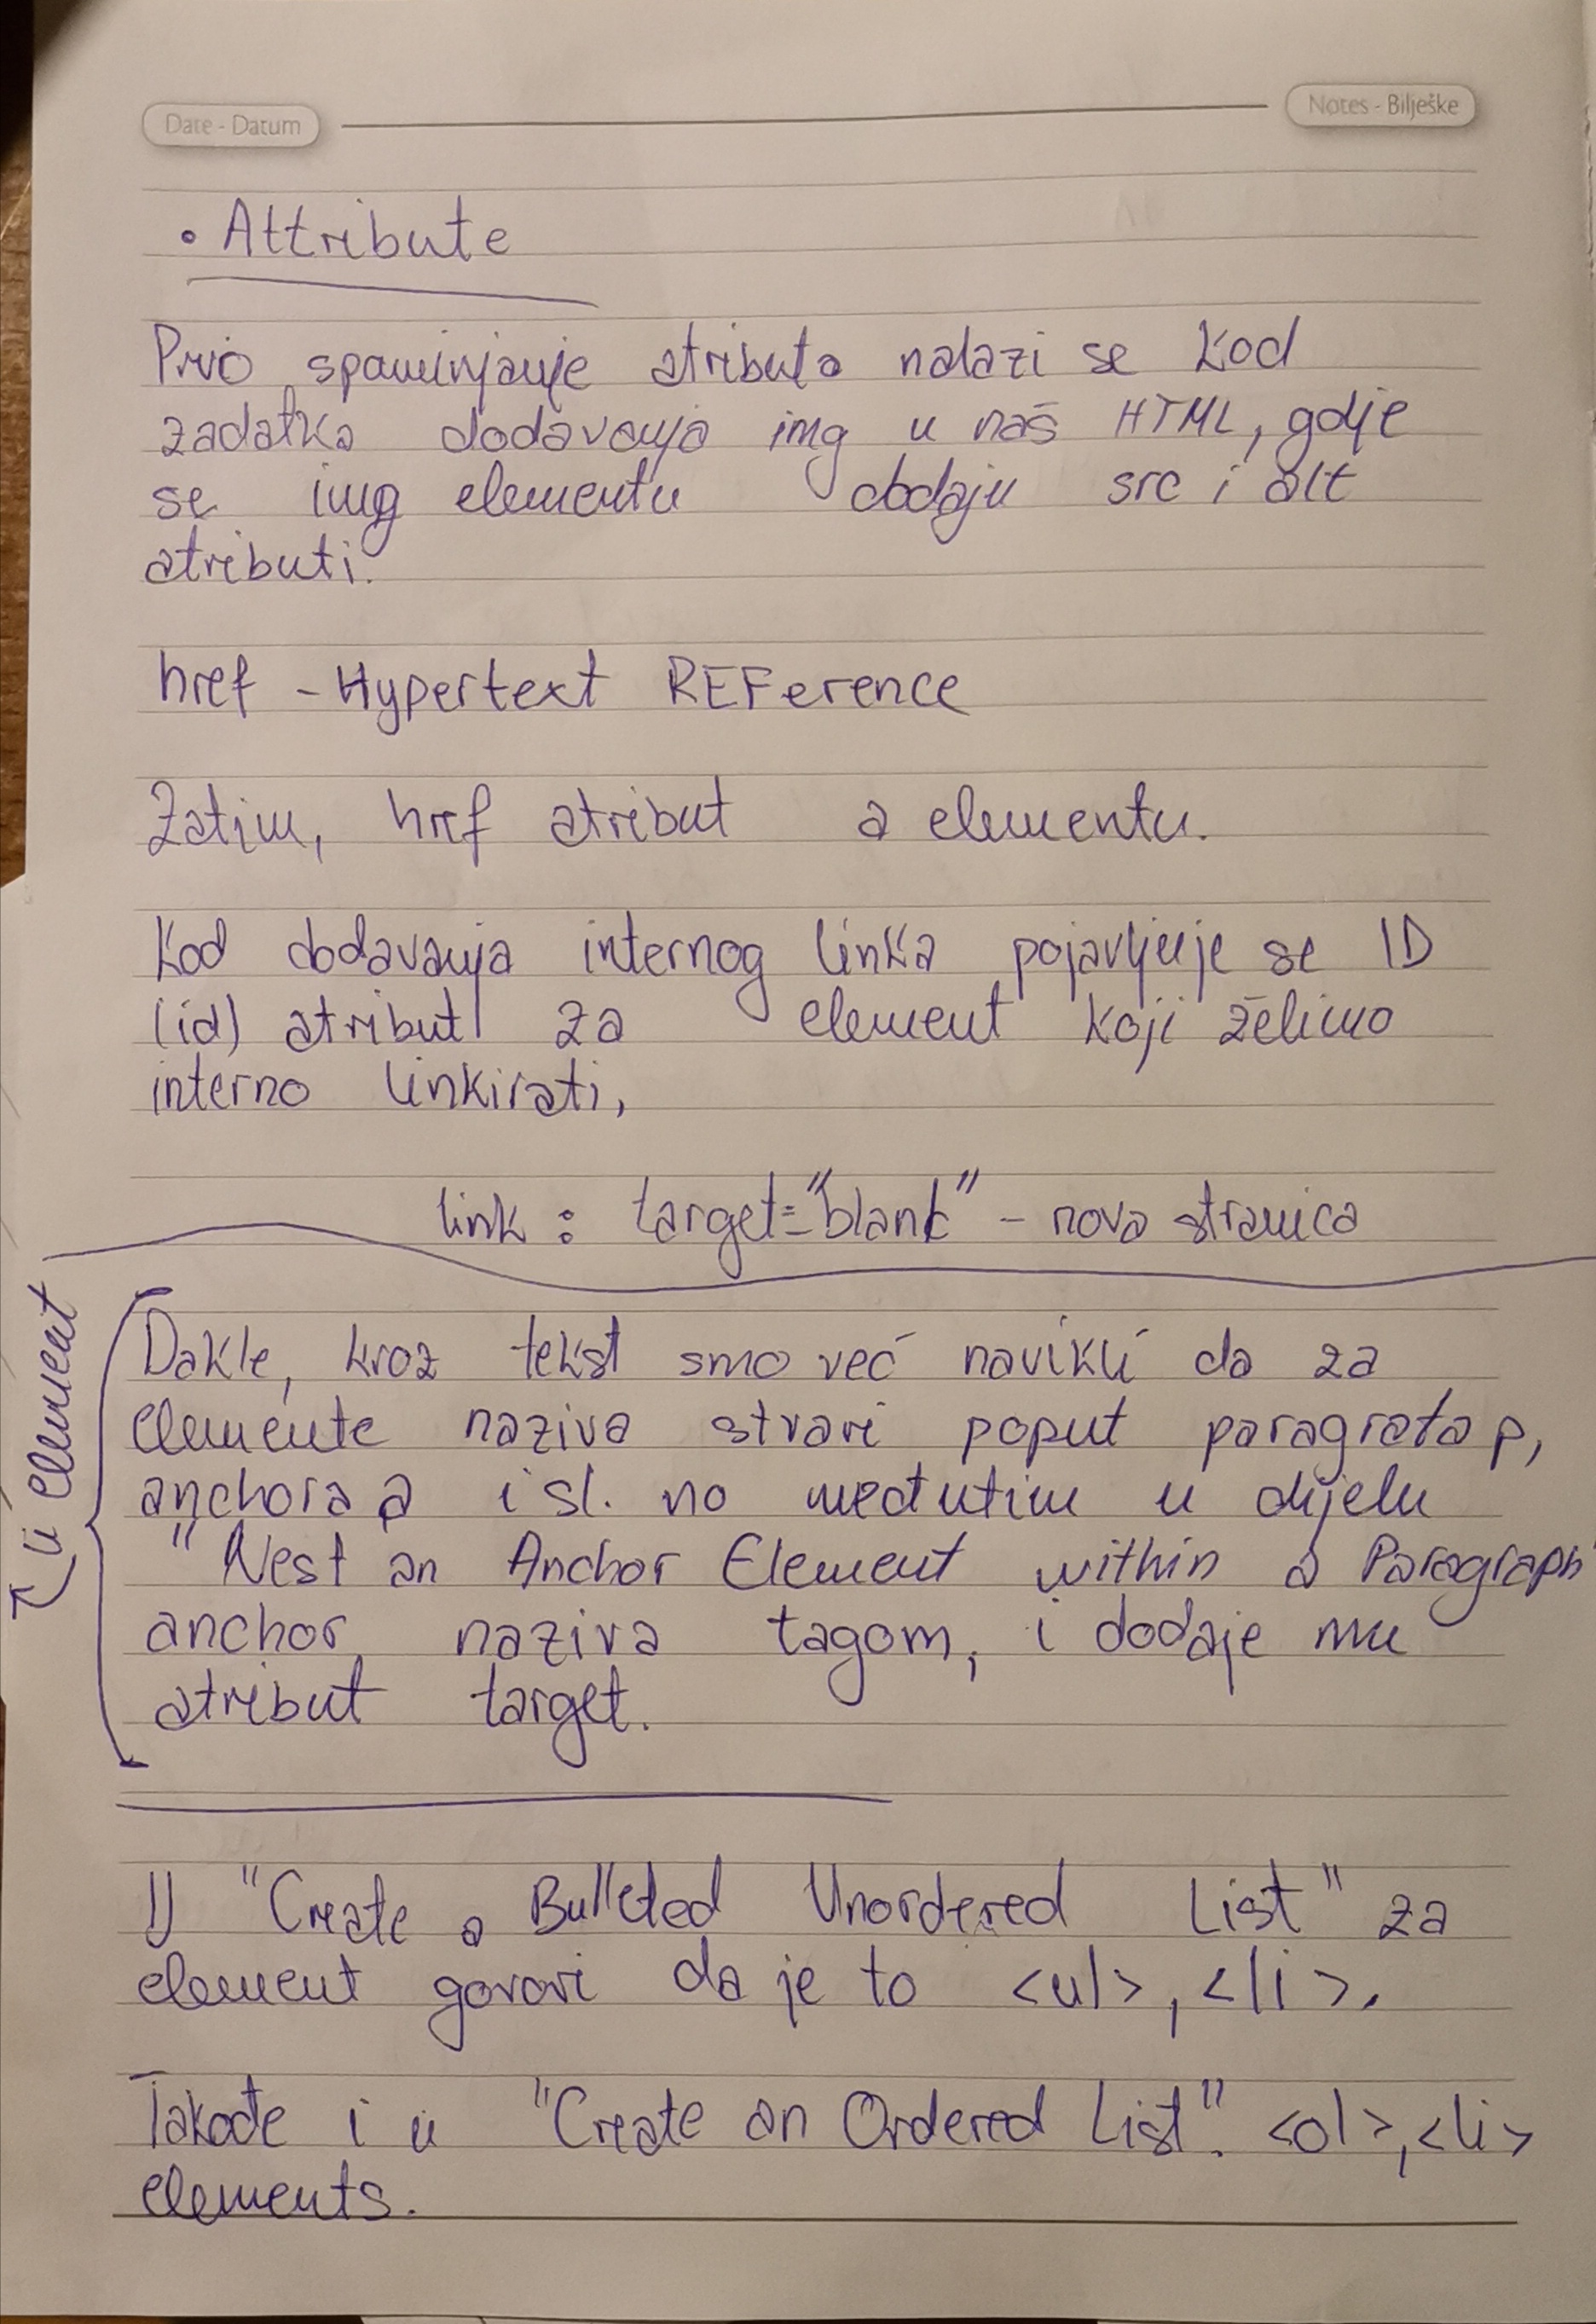 Date - Datum
Notes - Bilješke
• Attribute
Prvo spominjanje atributa nalazi se kod
zadatka dodavanja img u naš HTML, gdje
se img elementu dodaju src i alt
atributi.
href - Hypertext REFerence
Zatim, href atribut a elementu.
Kod dodavanja internog linka pojavljuje se ID
(id) atribut za element koji želimo
interno linkirati,
link : target="blank" - nova stranica
u element
Dakle, kroz tekst smo već navikli da za
elemente naziva stvari poput paragrafa p,
anchora a i sl. no međutim u dijelu
"Nest an Anchor Element within a Paragraph"
anchor naziva tagom, i dodaje mu
atribut target.
U "Create a Bulleted Unordered List" za
element govori da je to <ul>, <li>.
Takođe i u "Create an Ordered List". <ol>, <li>
elements.